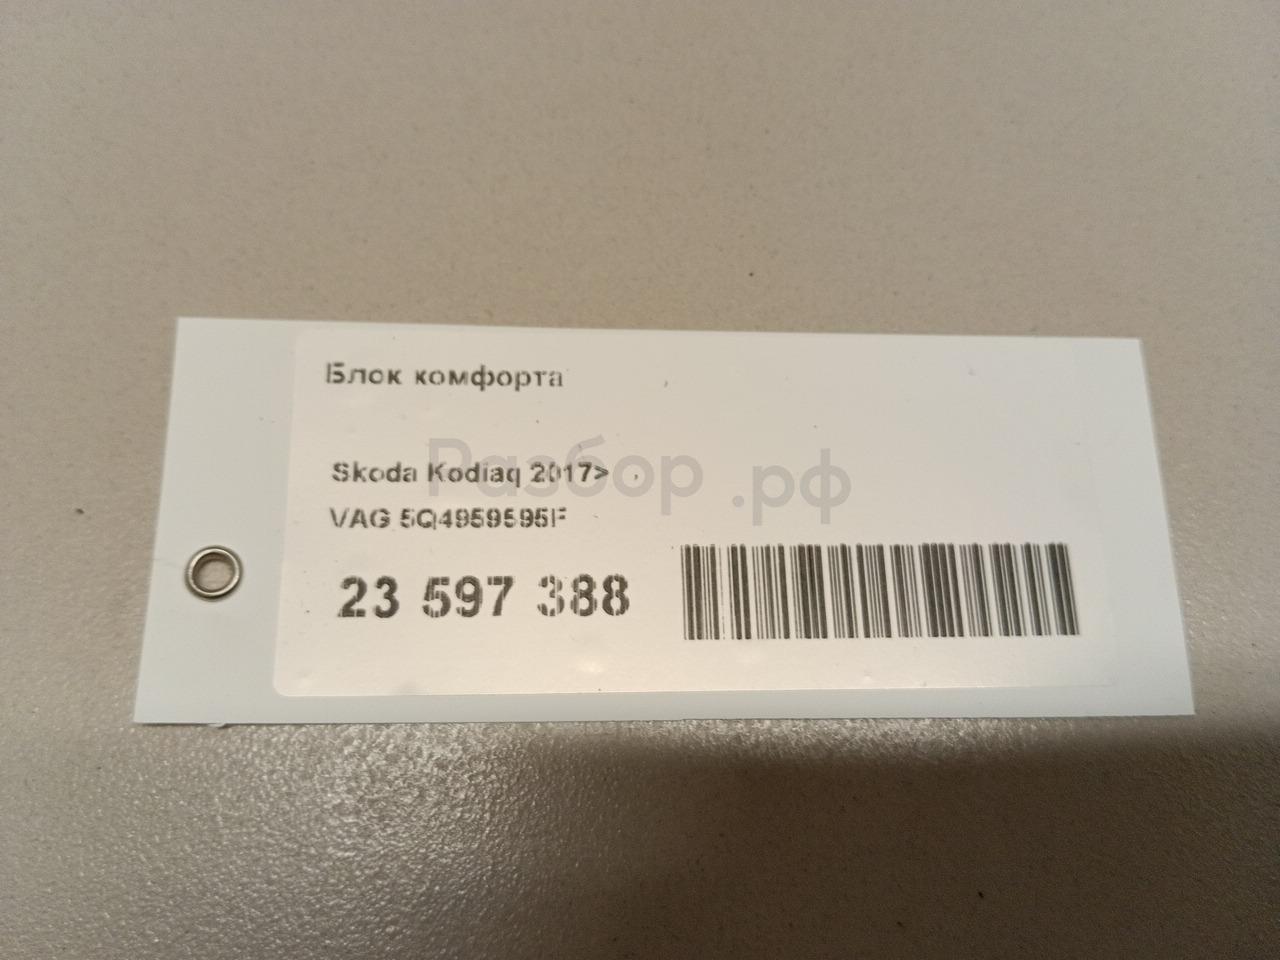 Блок комфорта
Skoda Kodiaq 2017> ,
Разбор.рф
VAG 5Q4959595F
23 597 388